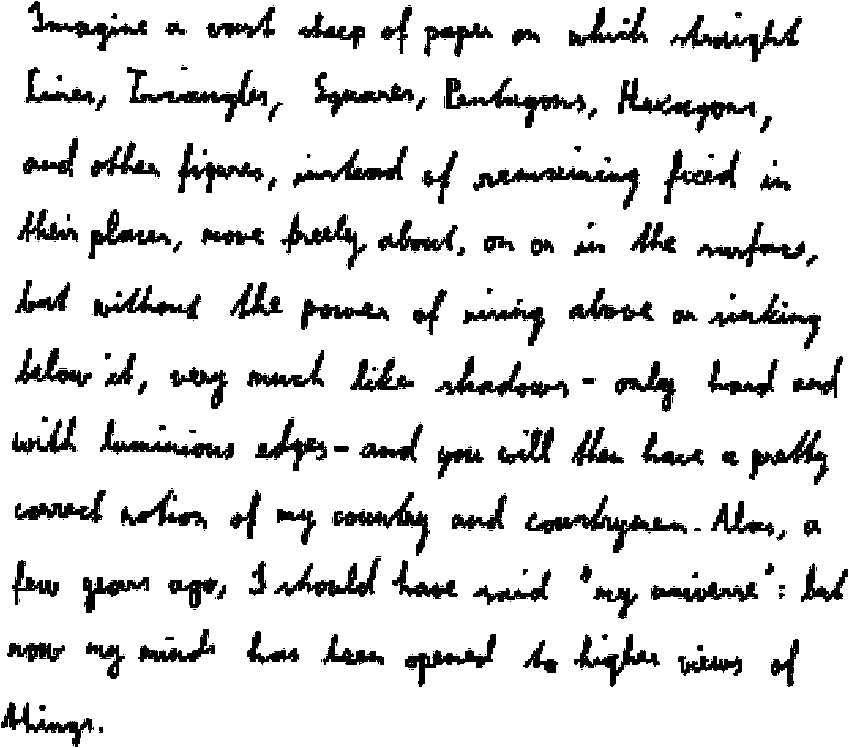 Imagine a vast sheep of paper on which straight
Lines, Triangles, Squares, Pentagons, Hexagons,
and other figures, instead of remaining fixed in
their places, move freely about, on or in the surface,
but without the power of rising above or sinking
below it, very much like shadows - only hard and
with luminious edges - and you will then have a pretty
correct notion of my country and countrymen. Alas, a
few years ago, I should have said "my universe": but
now my mind has been opened to higher views of
things.